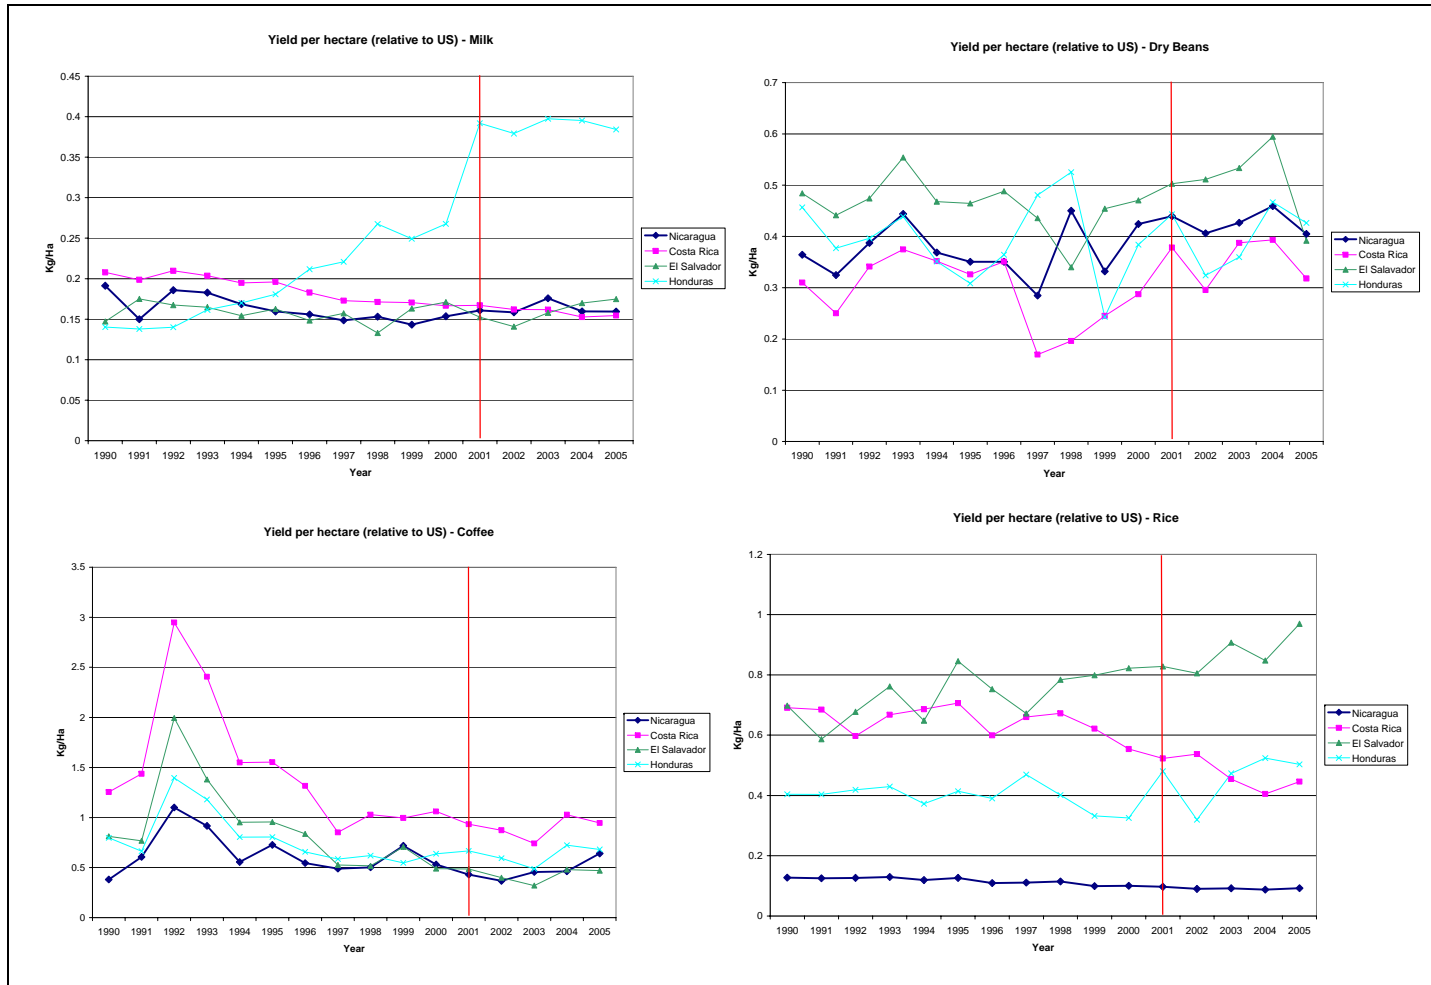 Yield per hectare (relative to US) - Milk
0.45
0.4
0.35
0.3
0.25
0.2
0.15
0.1
0.05
0
Kg/Ha
1990 1991 1992 1993 1994 1995 1996 1997 1998 1999 2000 2001 2002 2003 2004 2005
Year
Nicaragua
Costa Rica
El Salvador
Honduras
Yield per hectare (relative to US) - Dry Beans
0.7
0.6
0.5
0.4
0.3
0.2
0.1
0
Kg/Ha
1990 1991 1992 1993 1994 1995 1996 1997 1998 1999 2000 2001 2002 2003 2004 2005
Year
Nicaragua
Costa Rica
El Salavador
Honduras
Yield per hectare (relative to US) - Coffee
3.5
3
2.5
2
1.5
1
0.5
0
Kg/Ha
1990 1991 1992 1993 1994 1995 1996 1997 1998 1999 2000 2001 2002 2003 2004 2005
Year
Nicaragua
Costa Rica
El Salavador
Honduras
Yield per hectare (relative to US) - Rice
1.2
1
0.8
0.6
0.4
0.2
0
Kg/Ha
1990 1991 1992 1993 1994 1995 1996 1997 1998 1999 2000 2001 2002 2003 2004 2005
Year
Nicaragua
Costa Rica
El Salvador
Honduras